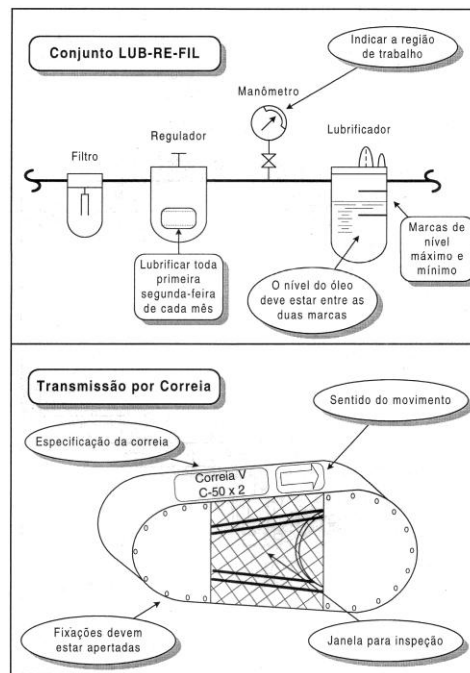 Conjunto LUB-RE-FIL
Indicar a região
de trabalho
Manômetro
Regulador
Lubrificador
Filtro
Lubrificar toda
primeira
segunda-feira
de cada mês
O nível do óleo
deve estar entre as
duas marcas
Marcas de
nível
máximo e
mínimo
Transmissão por Correia
Sentido do movimento
Especificação da correia
Correia V
C-50 x 2
Fixações devem
estar apertadas
Janela para inspeção